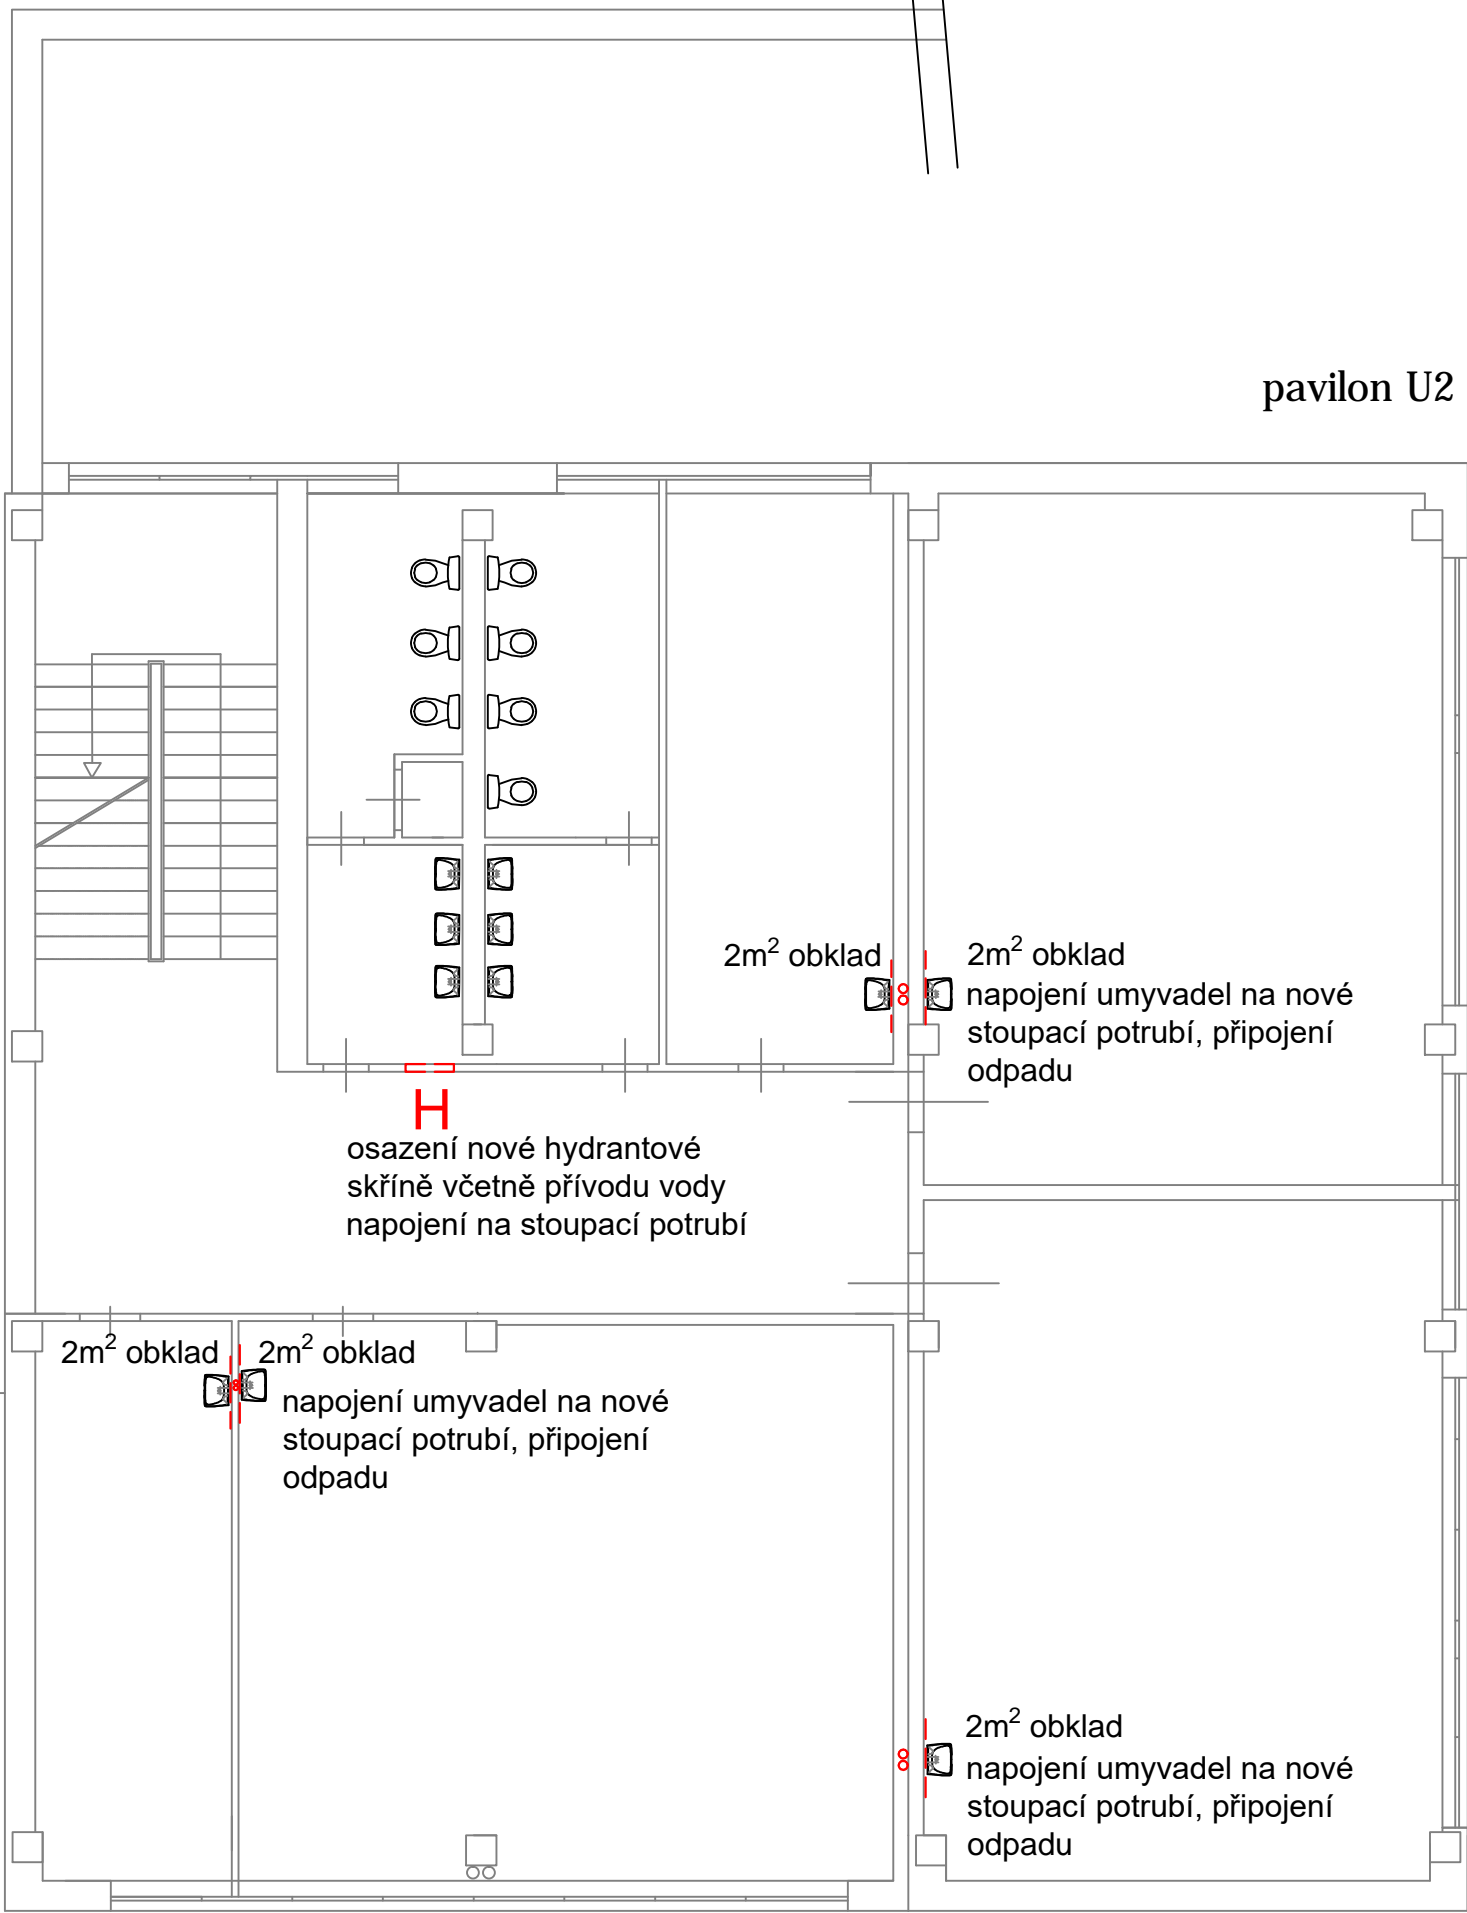 pavilon U2
2m² obklad
2m² obklad
napojení umyvadel na nové
stoupací potrubí, připojení
odpadu
H
osazení nové hydrantové
skříně včetně přívodu vody
napojení na stoupací potrubí
2m² obklad
2m² obklad
napojení umyvadel na nové
stoupací potrubí, připojení
odpadu
2m² obklad
napojení umyvadel na nové
stoupací potrubí, připojení
odpadu